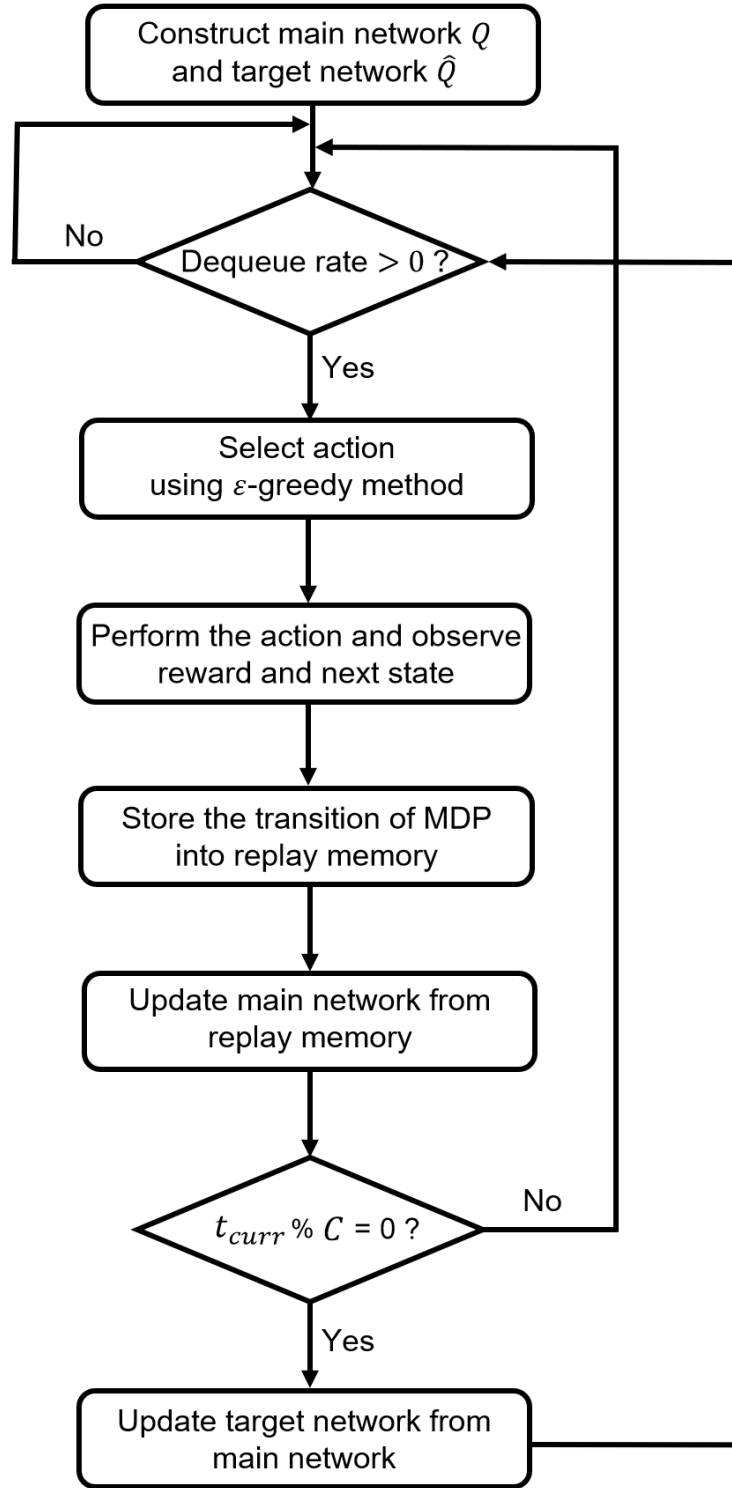 Construct main network Q
and target network Q̂
No
Dequeue rate > 0 ?
Yes
Select action
using ε-greedy method
Perform the action and observe
reward and next state
Store the transition of MDP
into replay memory
Update main network from
replay memory
No
t_curr % C = 0 ?
Yes
Update target network from
main network